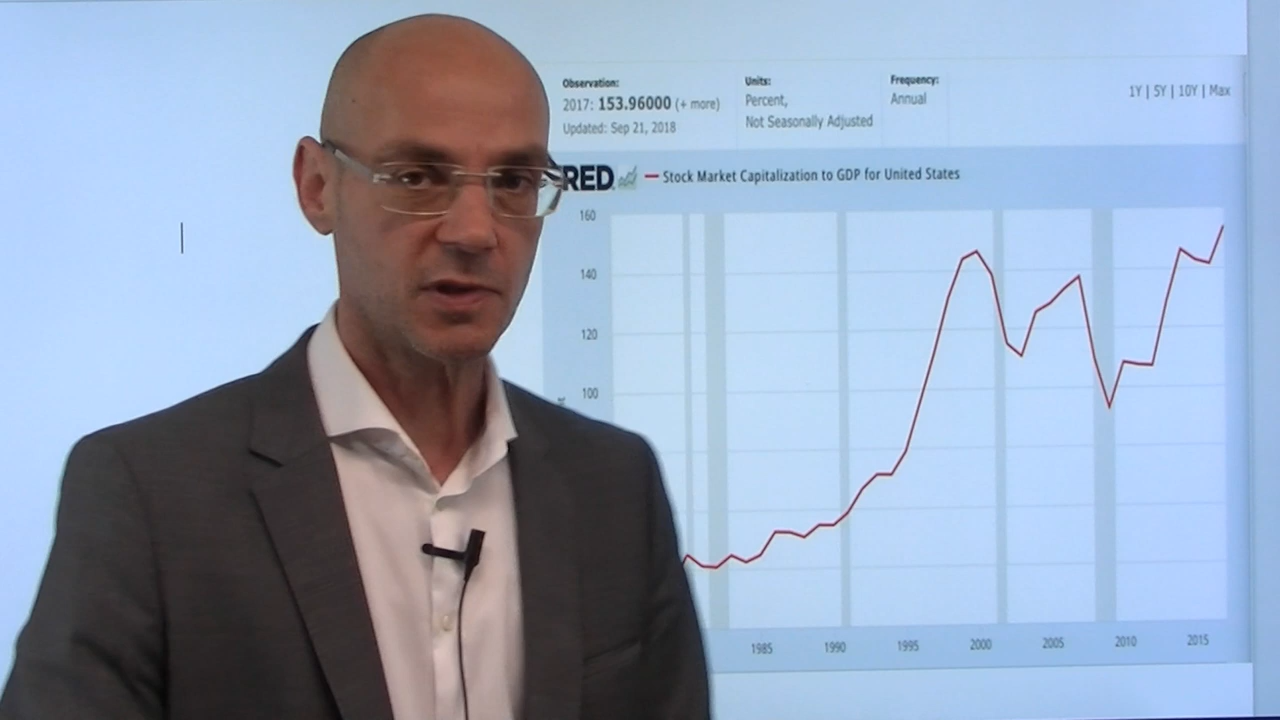 Observation:
2017: 153.96000 (+ more)
Updated: Sep 21, 2018
Units:
Percent,
Not Seasonally Adjusted
Frequency:
Annual
1Y | 5Y | 10Y | Max
RED
Stock Market Capitalization to GDP for United States
160
140
120
100
1985 1990 1995 2000 2005 2010 2015